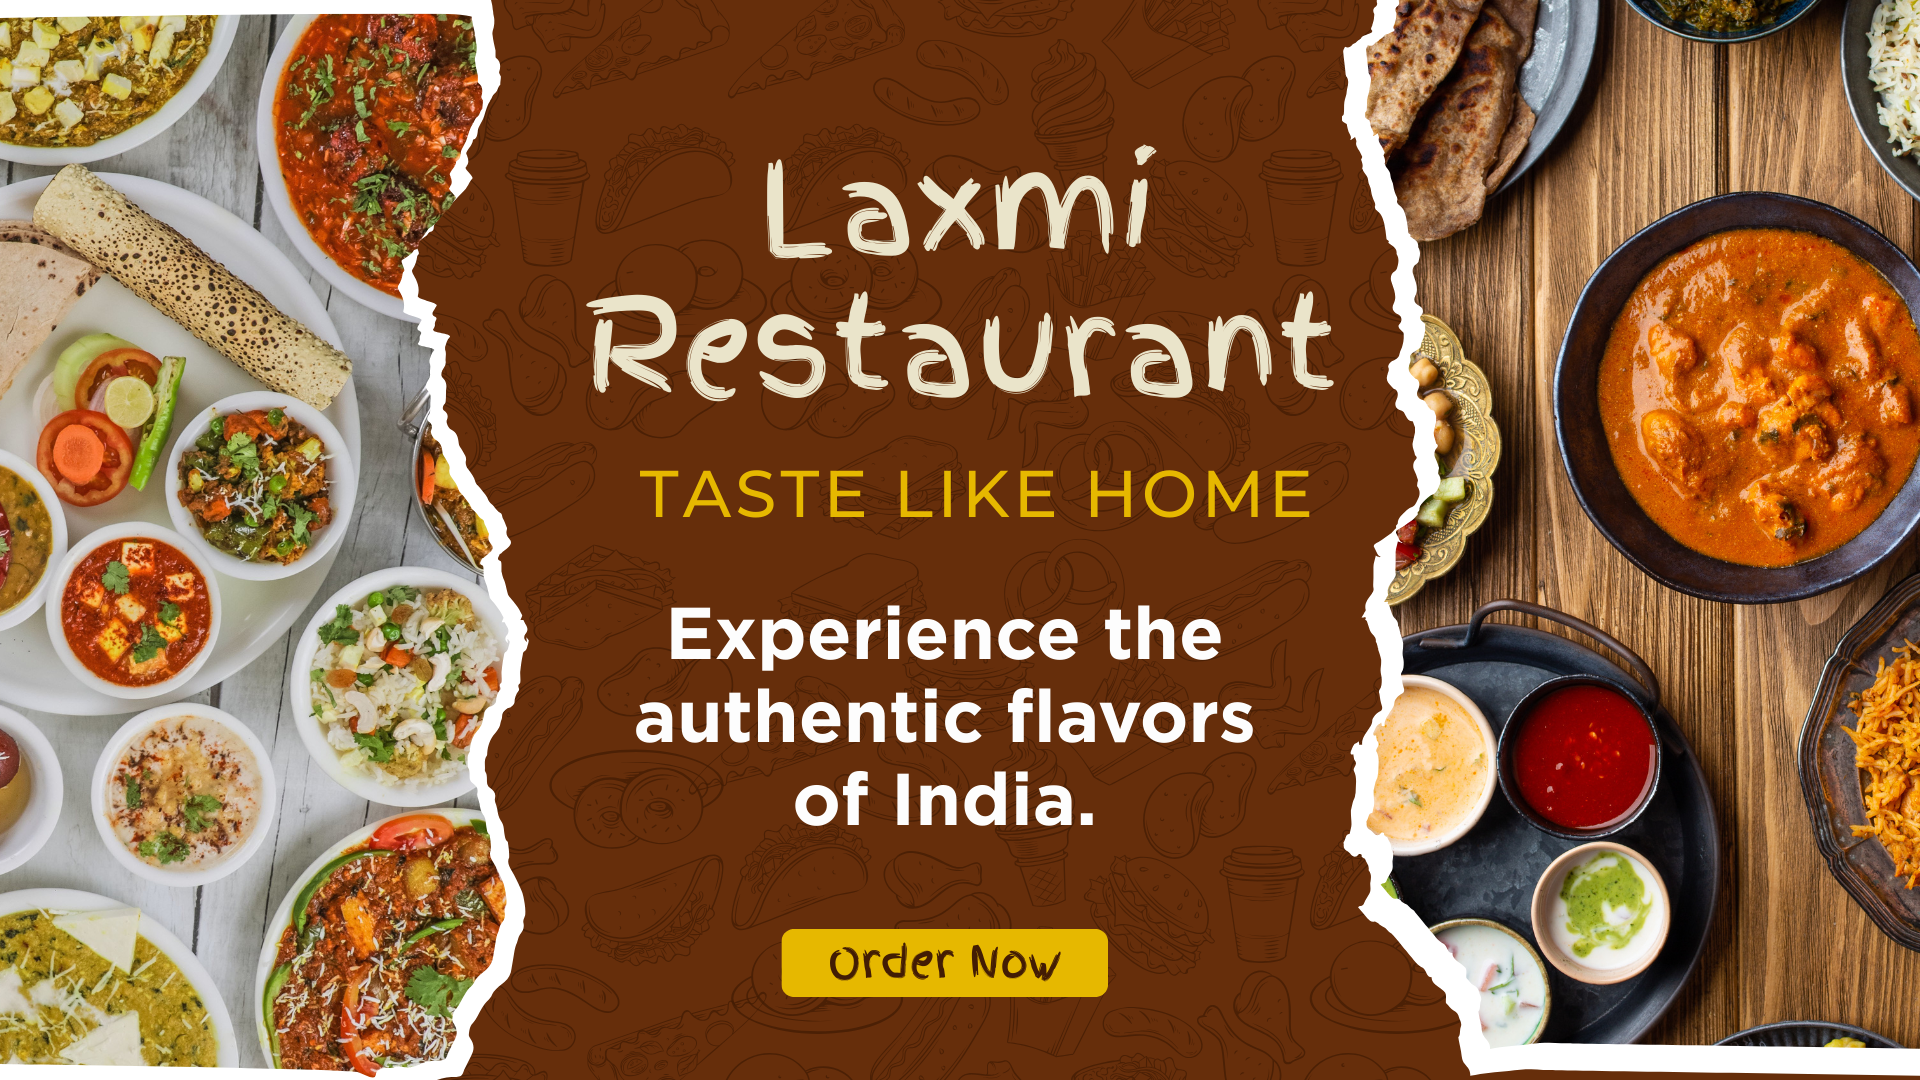 Laxmi
Restaurant
TASTE LIKE HOME
Experience the
authentic flavors
of India.
Order Now